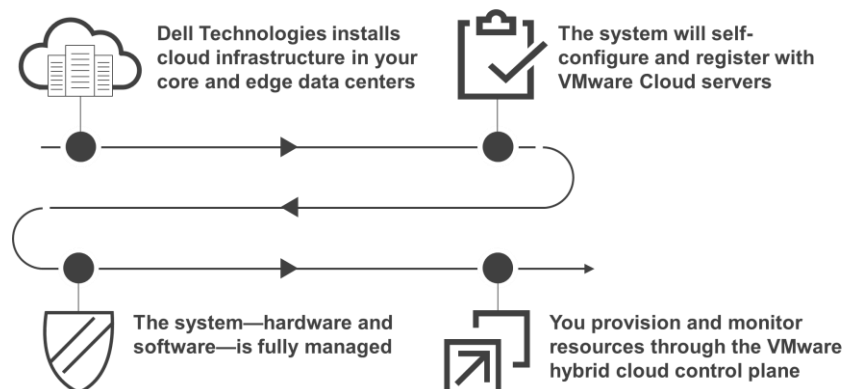 Dell Technologies installs
cloud infrastructure in your
core and edge data centers
The system will self-
configure and register with
VMware Cloud servers
The system—hardware and
software—is fully managed
You provision and monitor
resources through the VMware
hybrid cloud control plane